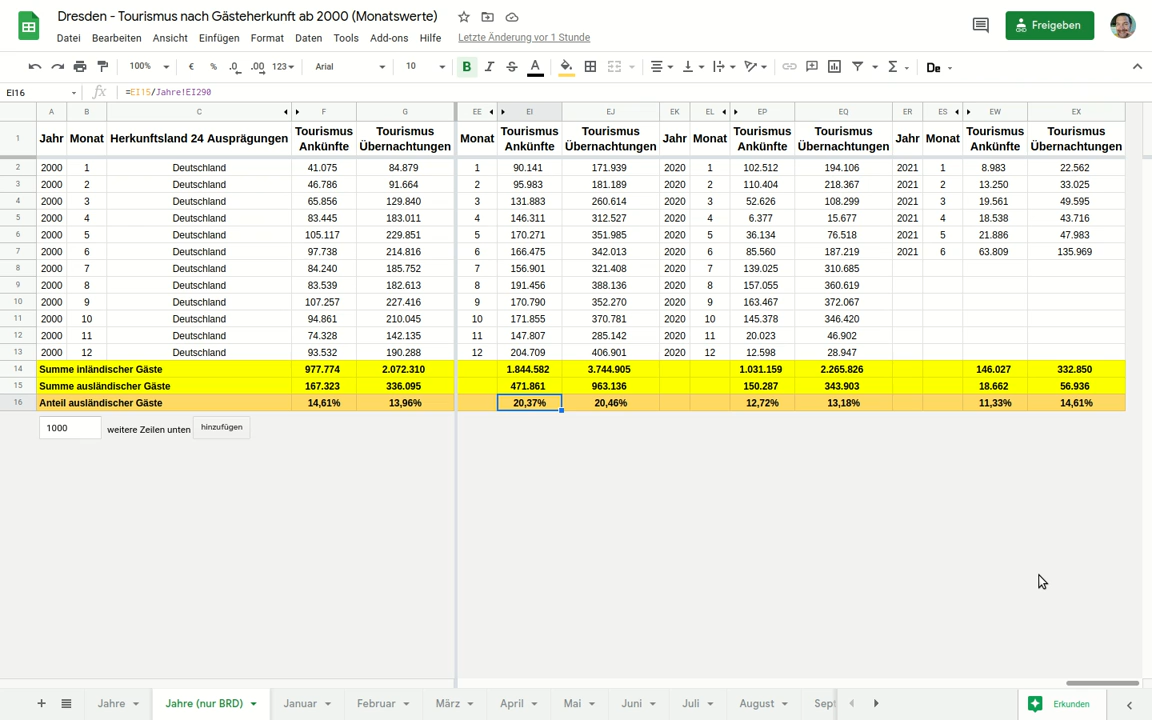 Dresden - Tourismus nach Gästeherkunft ab 2000 (Monatswerte)
Datei Bearbeiten Ansicht Einfügen Format Daten Tools Add-ons Hilfe Letzte Änderung vor 1 Stunde
Freigeben
100% € % .0 .00 123 Arial 10 B I S A Σ De
EI16 fx =EI15/Jahre!EI290
A B C F G EE EI EJ EK EL EP EQ ER ES EW EX
1 Jahr Monat Herkunftsland 24 Ausprägungen Tourismus Ankünfte Tourismus Übernachtungen Monat Tourismus Ankünfte Tourismus Übernachtungen Jahr Monat Tourismus Ankünfte Tourismus Übernachtungen Jahr Monat Tourismus Ankünfte Tourismus Übernachtungen
2 2000 1 Deutschland 41.075 84.879 1 90.141 171.939 2020 1 102.512 194.106 2021 1 8.983 22.562
3 2000 2 Deutschland 46.786 91.664 2 95.983 181.189 2020 2 110.404 218.367 2021 2 13.250 33.025
4 2000 3 Deutschland 65.856 129.840 3 131.883 260.614 2020 3 52.626 108.299 2021 3 19.561 49.595
5 2000 4 Deutschland 83.445 183.011 4 146.311 312.527 2020 4 6.377 15.677 2021 4 18.538 43.716
6 2000 5 Deutschland 105.117 229.851 5 170.271 351.985 2020 5 36.134 76.518 2021 5 21.886 47.983
7 2000 6 Deutschland 97.738 214.816 6 166.475 342.013 2020 6 85.560 187.219 2021 6 63.809 135.969
8 2000 7 Deutschland 84.240 185.752 7 156.901 321.408 2020 7 139.025 310.685
9 2000 8 Deutschland 83.539 182.613 8 191.456 388.136 2020 8 157.055 360.619
10 2000 9 Deutschland 107.257 227.416 9 170.790 352.270 2020 9 163.467 372.067
11 2000 10 Deutschland 94.861 210.045 10 171.855 370.781 2020 10 145.378 346.420
12 2000 11 Deutschland 74.328 142.135 11 147.807 285.142 2020 11 20.023 46.902
13 2000 12 Deutschland 93.532 190.288 12 204.709 406.901 2020 12 12.598 28.947
14 Summe inländischer Gäste 977.774 2.072.310 1.844.582 3.744.905 1.031.159 2.265.826 146.027 332.850
15 Summe ausländischer Gäste 167.323 336.095 471.861 963.136 150.287 343.903 18.662 56.936
16 Anteil ausländischer Gäste 14,61% 13,96% 20,37% 20,46% 12,72% 13,18% 11,33% 14,61%
1000 weitere Zeilen unten hinzufügen
+ Jahre Jahre (nur BRD) Januar Februar März April Mai Juni Juli August Sept Erkunden